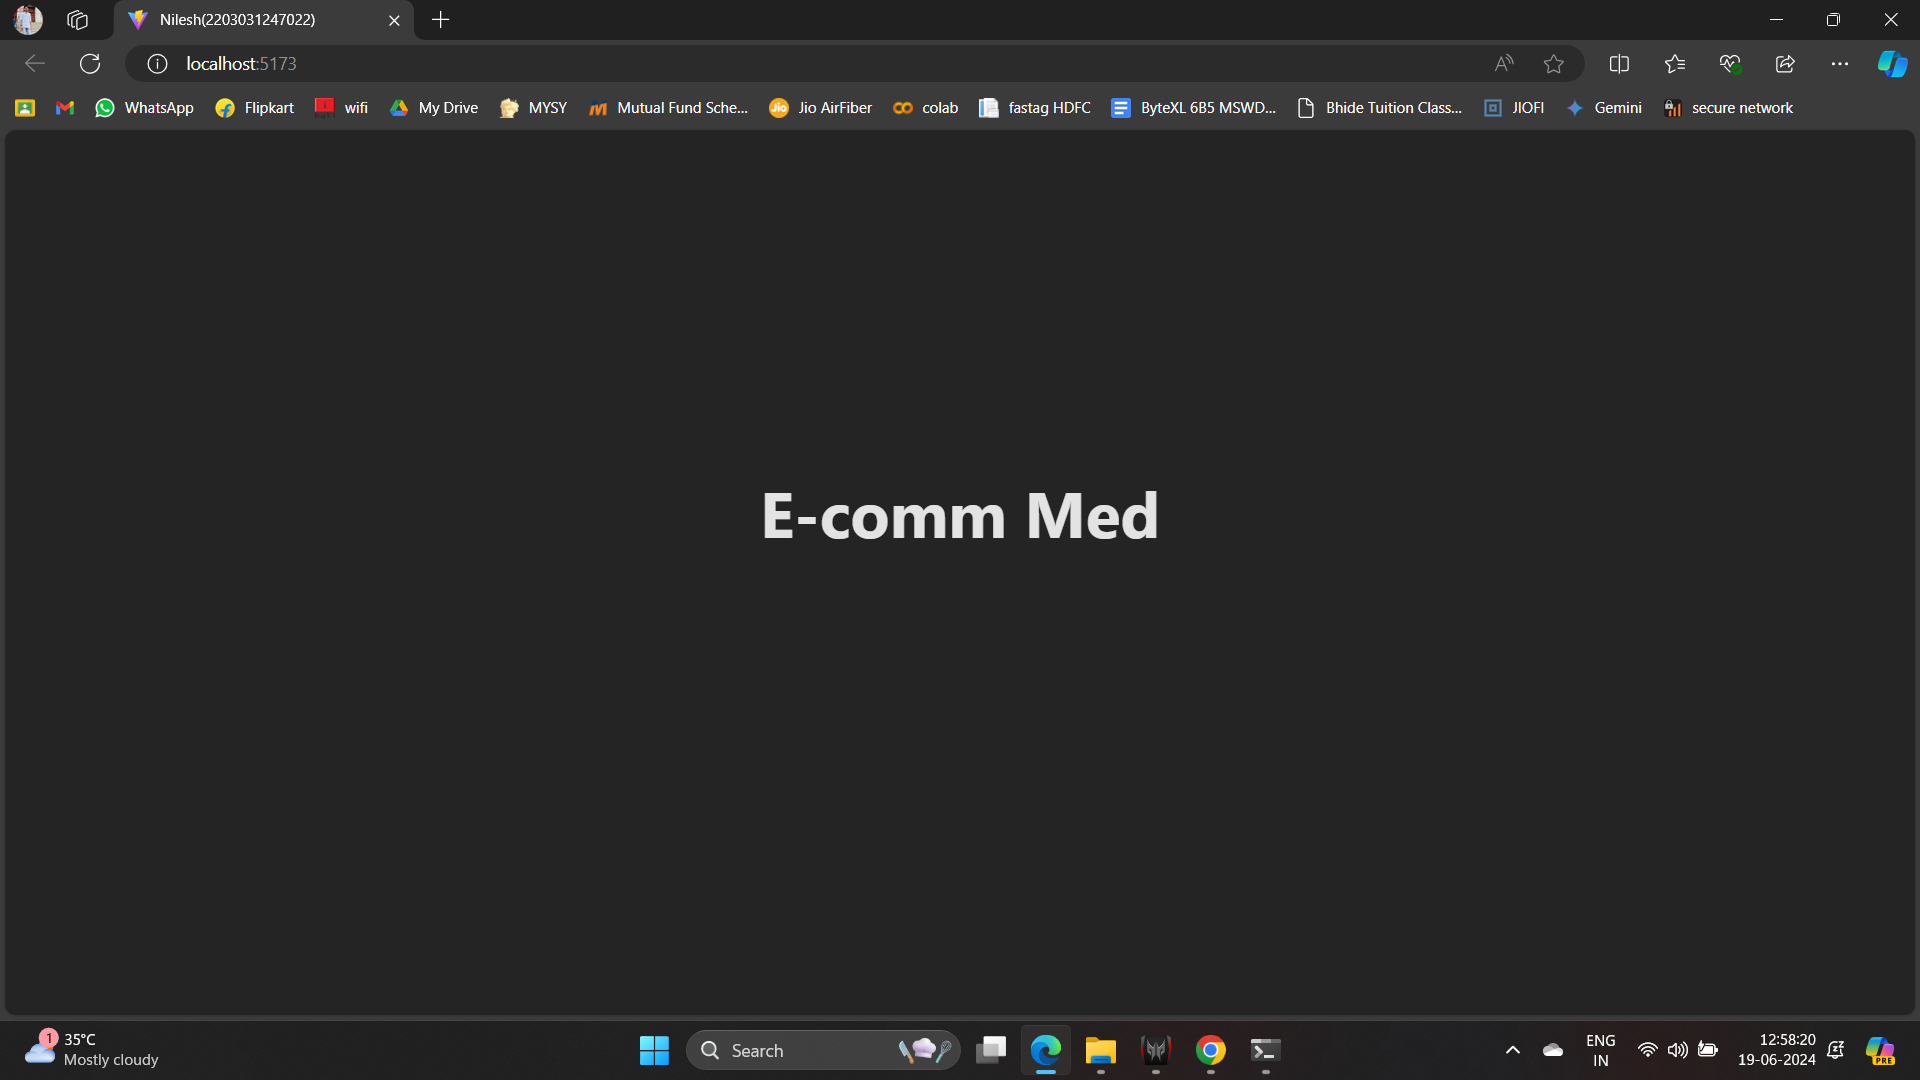 Nilesh(2203031247022)
localhost:5173
WhatsApp Flipkart wifi My Drive MYSY Mutual Fund Sche... Jio AirFiber colab fastag HDFC ByteXL 6B5 MSWD... Bhide Tuition Class... JIOFI Gemini secure network
E-comm Med
1 35°C
Mostly cloudy
Search
ENG
IN
12:58:20
19-06-2024
PRE